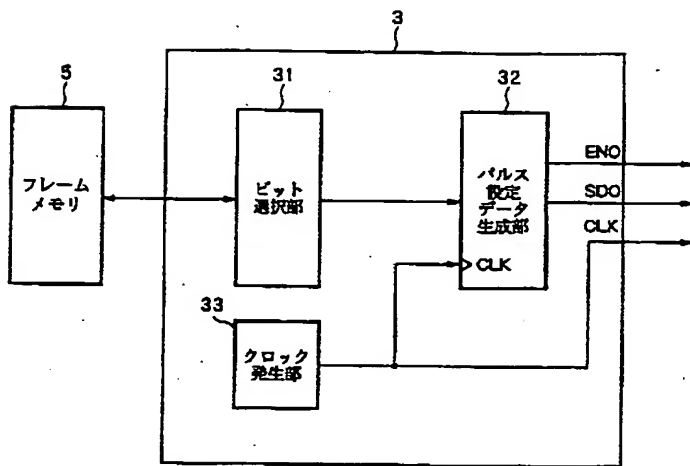 3
5
フレーム
メモリ
31
ビット
選択部
32
パルス
設定
データ
生成部
CLK
ENO
SDO
CLK
33
クロック
発生部